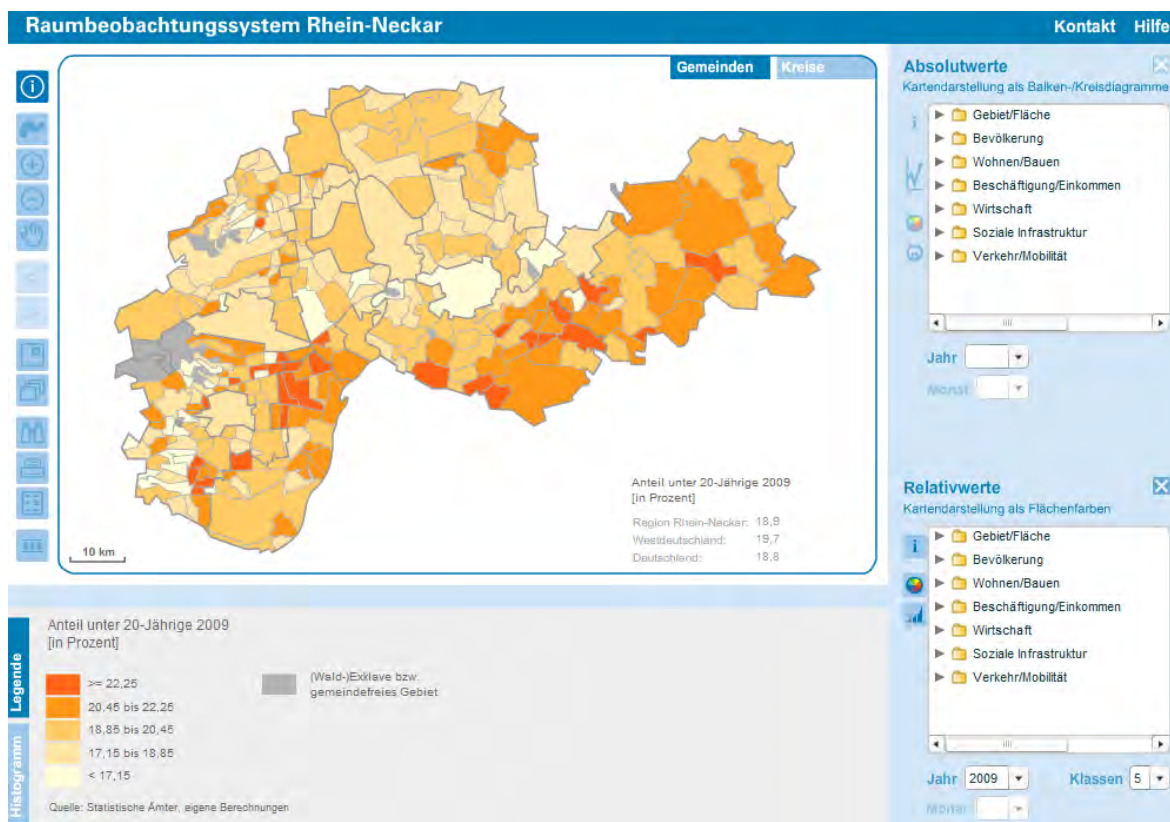 Raumbeobachtungssystem Rhein-Neckar
Kontakt Hilfe
Gemeinden
Kreise
10 km
Anteil unter 20-Jährige 2009
[in Prozent]
Region Rhein-Neckar: 18,9
Westdeutschland: 19,7
Deutschland: 18,8
Absolutwerte
Kartendarstellung als Balken-/Kreisdiagramme
Gebiet/Fläche
Bevölkerung
Wohnen/Bauen
Beschäftigung/Einkommen
Wirtschaft
Soziale Infrastruktur
Verkehr/Mobilität
Jahr
Monat
Relativwerte
Kartendarstellung als Flächenfarben
Gebiet/Fläche
Bevölkerung
Wohnen/Bauen
Beschäftigung/Einkommen
Wirtschaft
Soziale Infrastruktur
Verkehr/Mobilität
Jahr 2009 Klassen 5
Monat
Legende
Histogramm
Anteil unter 20-Jährige 2009
[in Prozent]
>= 22,25
20,45 bis 22,25
18,85 bis 20,45
17,15 bis 18,85
< 17,15
(Wald-)Exklave bzw.
gemeindefreies Gebiet
Quelle: Statistische Ämter, eigene Berechnungen